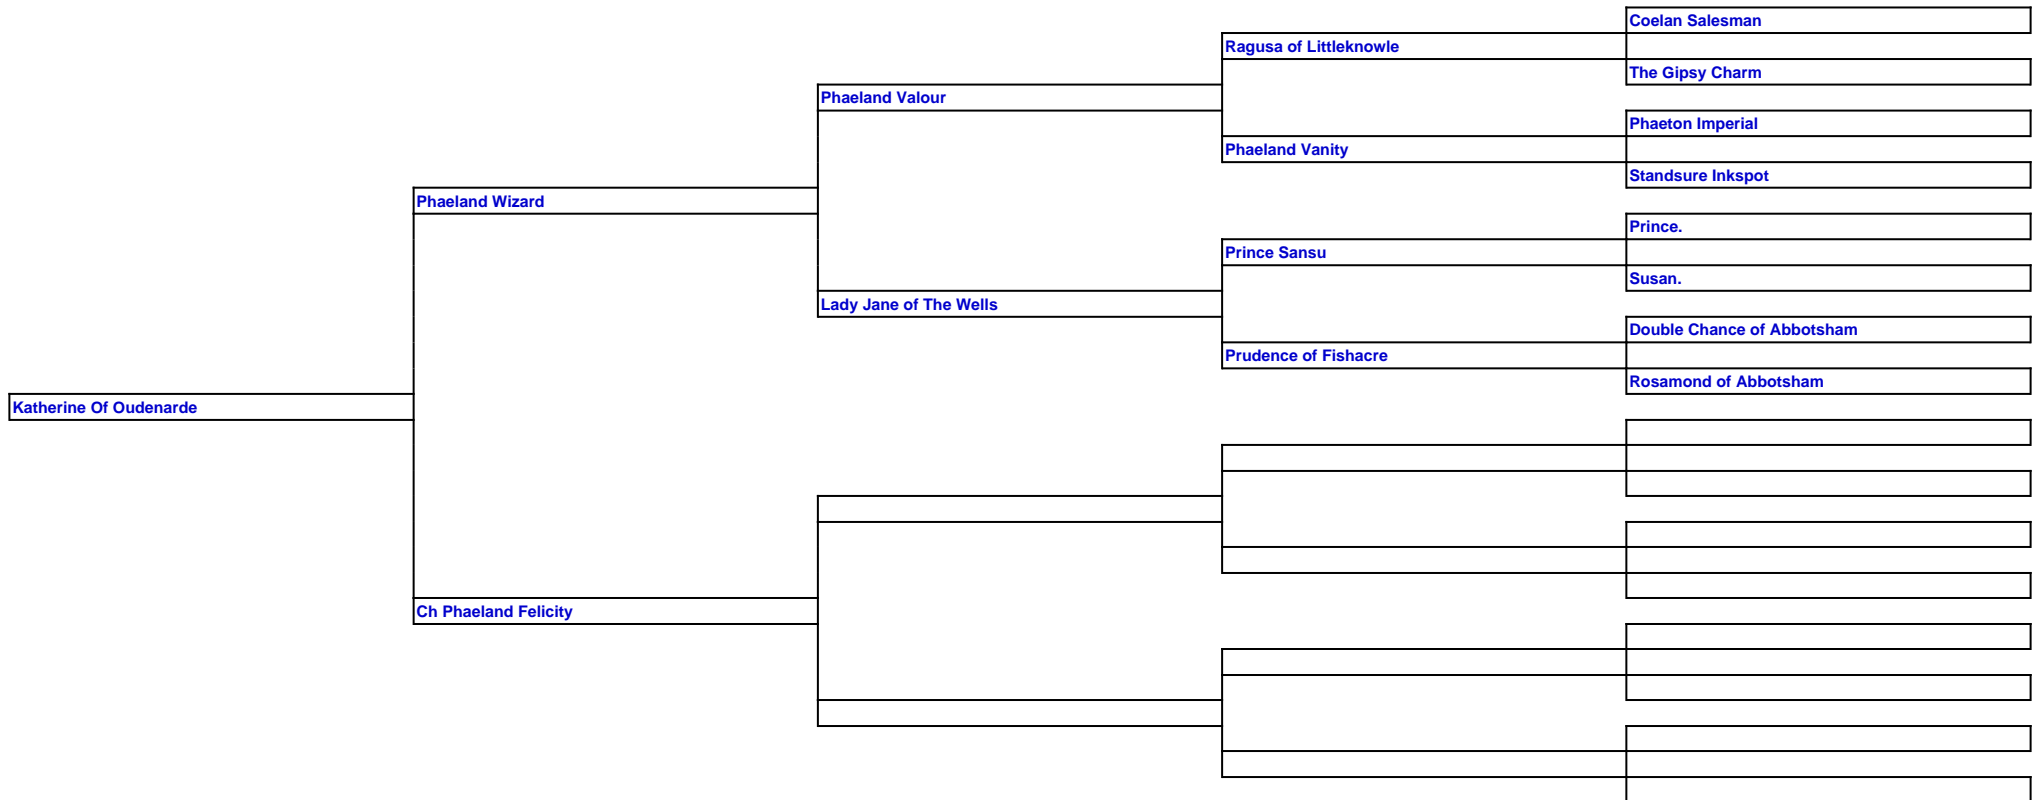 Coelan Salesman
Ragusa of Littleknowle
The Gipsy Charm
Phaeland Valour
Phaeton Imperial
Phaeland Vanity
Standsure Inkspot
Phaeland Wizard
Prince.
Prince Sansu
Susan.
Lady Jane of The Wells
Double Chance of Abbotsham
Prudence of Fishacre
Rosamond of Abbotsham
Katherine Of Oudenarde
Ch Phaeland Felicity